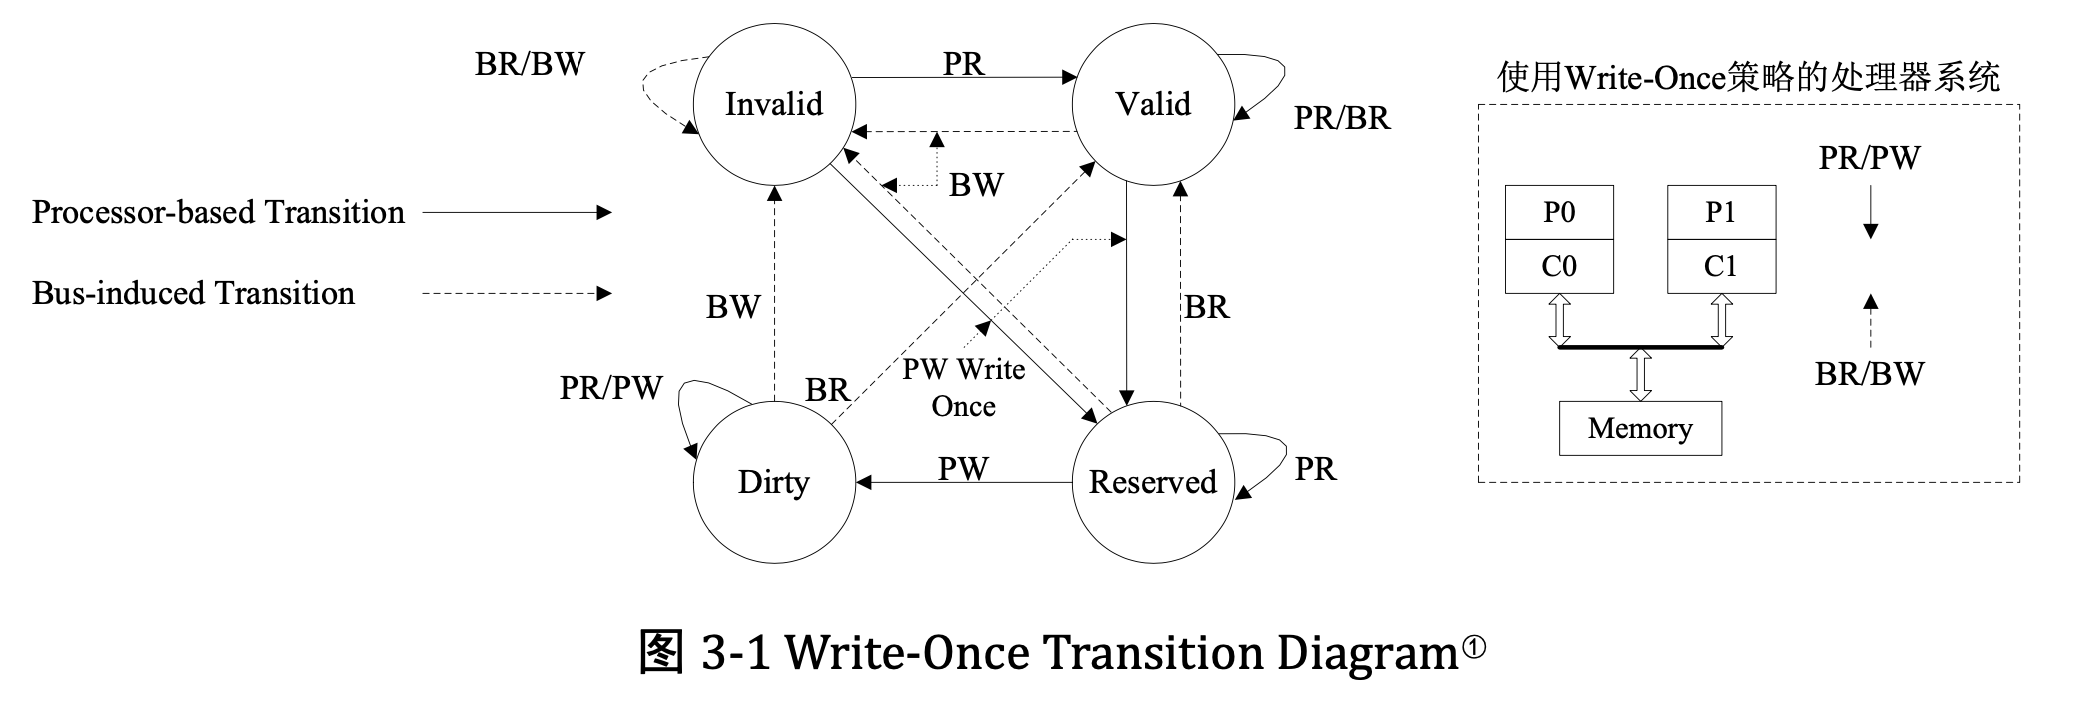 BR/BW
Invalid
PR
Valid
PR/BR
BW
Processor-based Transition
Bus-induced Transition
BW
BR
PR/PW
BR
PW Write
Once
Dirty
PW
Reserved
PR
使用Write-Once策略的处理器系统
PR/PW
P0
P1
C0
C1
BR/BW
Memory
图 3-1 Write-Once Transition Diagram①